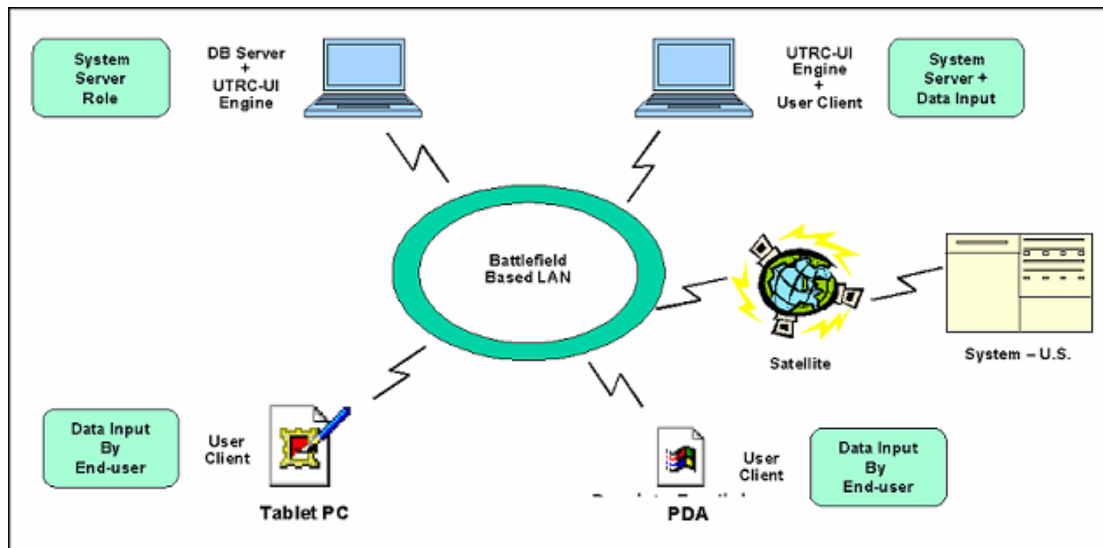 System
Server
Role
DB Server
+
UTRC-UI
Engine
UTRC-UI
Engine
+
User Client
System
Server +
Data Input
Battlefield
Based LAN
Satellite
System – U.S.
Data Input
By
End-user
User
Client
Tablet PC
User
Client
PDA
Data Input
By
End-user